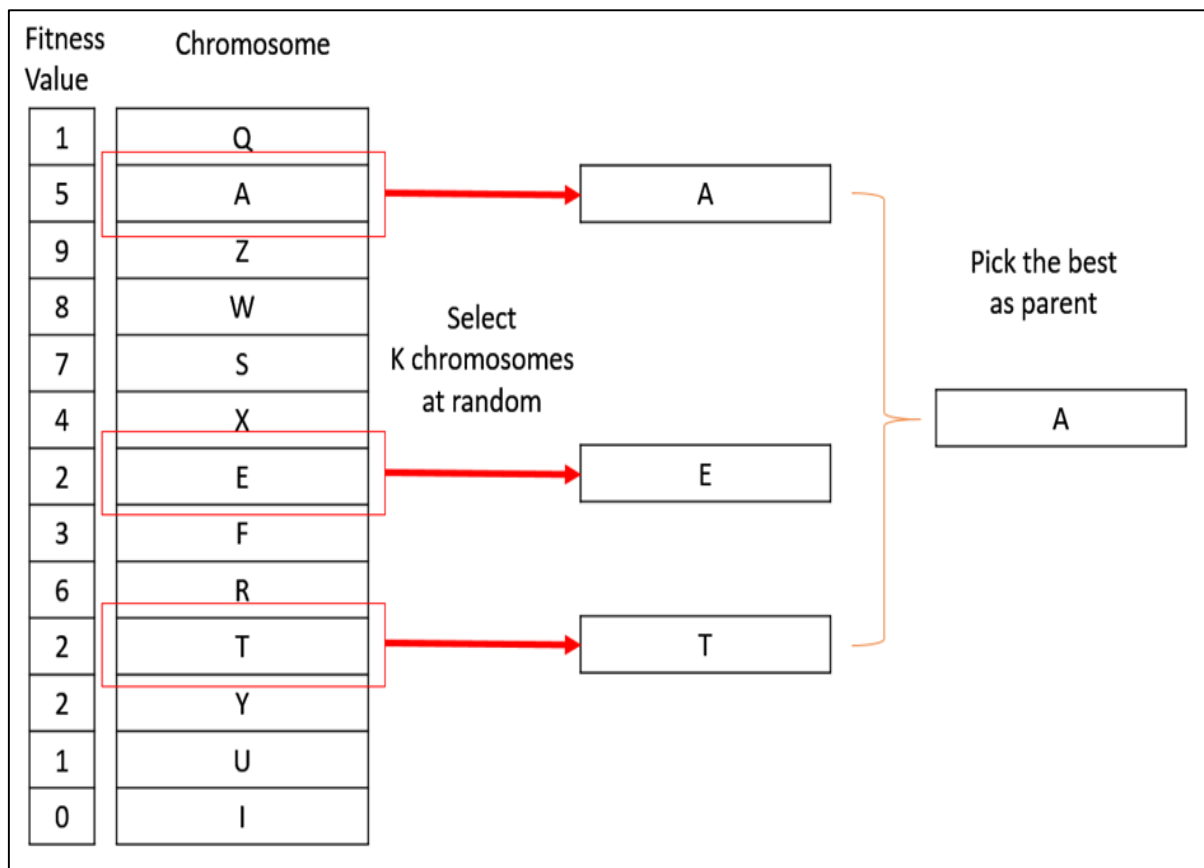 Fitness
Value
Chromosome
1 Q
5 A
9 Z
8 W
7 S
4 X
2 E
3 F
6 R
2 T
2 Y
1 U
0 I
Select
K chromosomes
at random
A
E
T
Pick the best
as parent
A